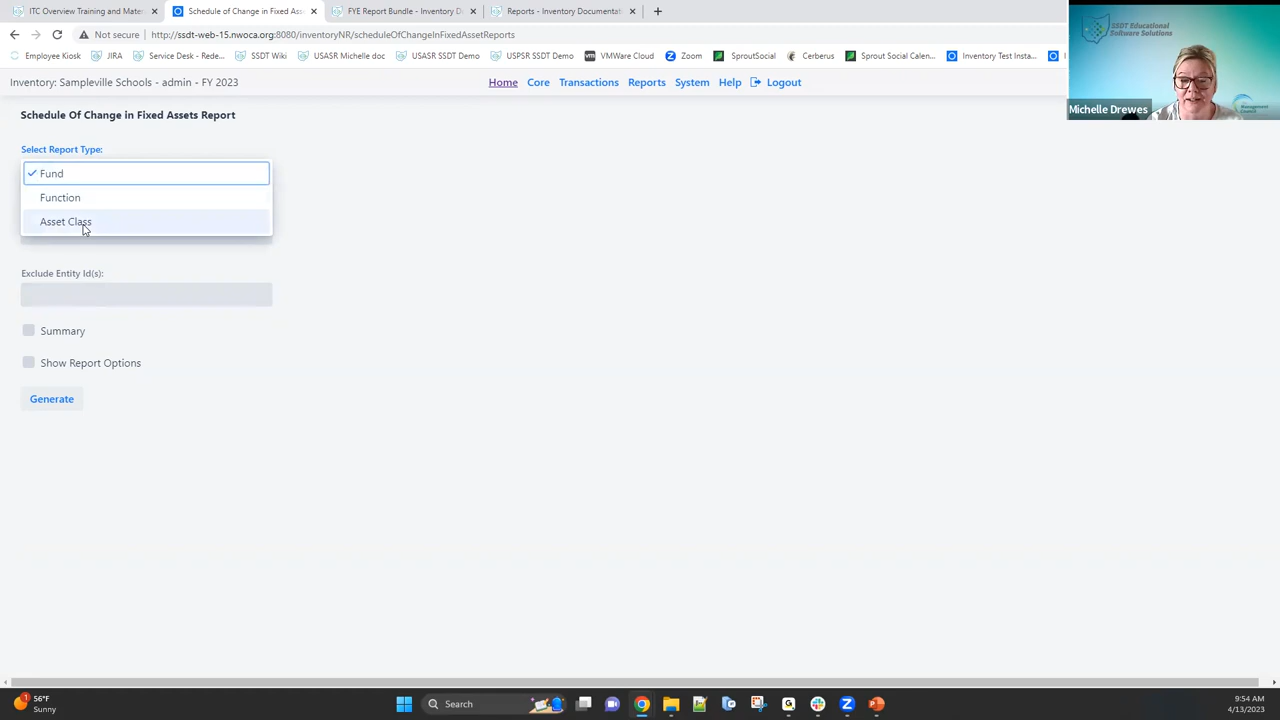 ITC Overview Training and Mater
Schedule of Change in Fixed Asse
FYE Report Bundle - Inventory D
Reports - Inventory Documentat
Not secure
http://ssdt-web-15.nwoca.org:8080/inventoryNR/scheduleOfChangeInFixedAssetReports
Employee Kiosk
JIRA
Service Desk - Rede...
SSDT Wiki
USASR Michelle doc
USASR SSDT Demo
USPSR SSDT Demo
VMWare Cloud
Zoom
SproutSocial
Cerberus
Sprout Social Calen...
Inventory Test Insta...
Inventory: Sampleville Schools - admin - FY 2023
Home
Core
Transactions
Reports
System
Help
Logout
SSDT Educational
Software Solutions
Management
Council
Michelle Drewes
Schedule Of Change in Fixed Assets Report
Select Report Type:
Fund
Function
Asset Class
Exclude Entity Id(s):
Summary
Show Report Options
Generate
1
56°F
Sunny
Search
9:54 AM
4/13/2023